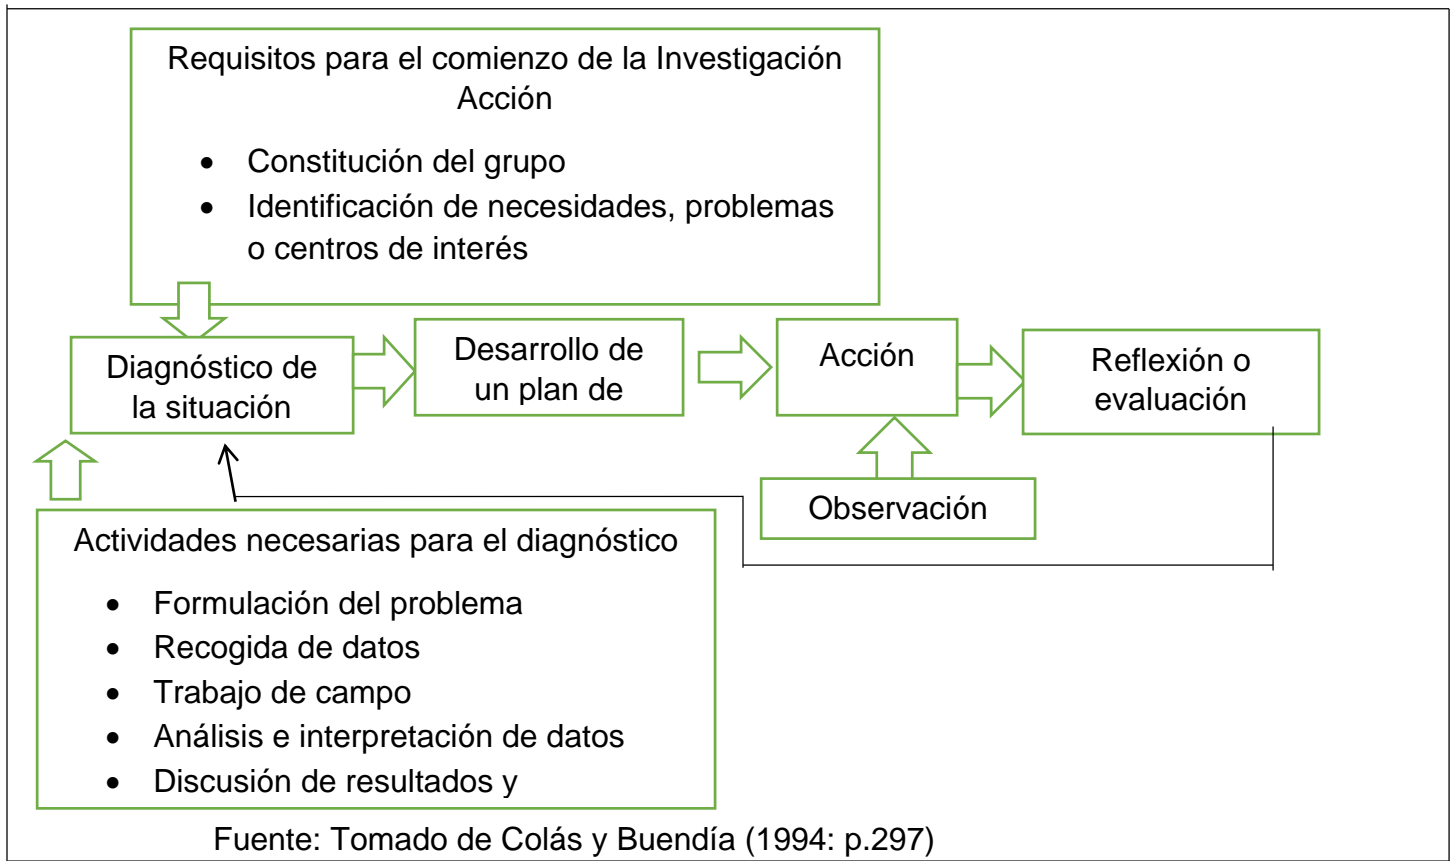 Requisitos para el comienzo de la Investigación
Acción
• Constitución del grupo
• Identificación de necesidades, problemas
o centros de interés
Diagnóstico de
la situación
Desarrollo de
un plan de
Acción
Reflexión o
evaluación
Observación
Actividades necesarias para el diagnóstico
• Formulación del problema
• Recogida de datos
• Trabajo de campo
• Análisis e interpretación de datos
• Discusión de resultados y
Fuente: Tomado de Colás y Buendía (1994: p.297)